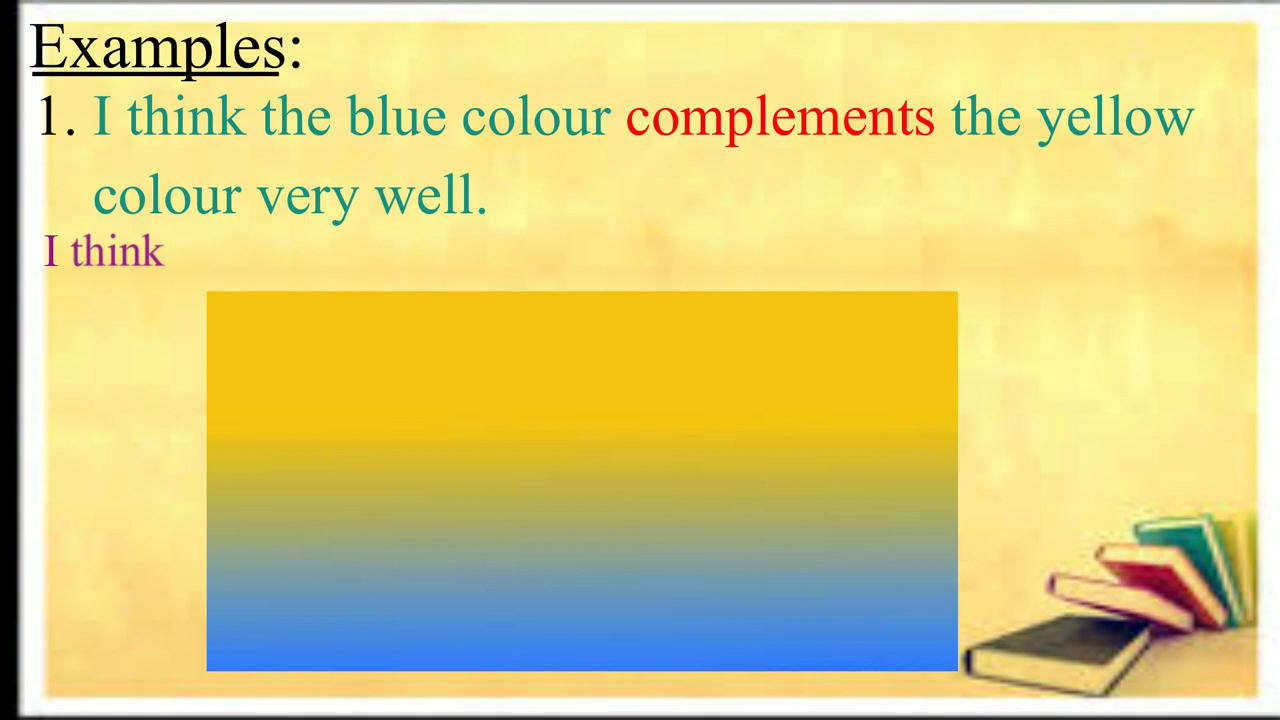 Examples:
1. I think the blue colour complements the yellow
colour very well.
I think